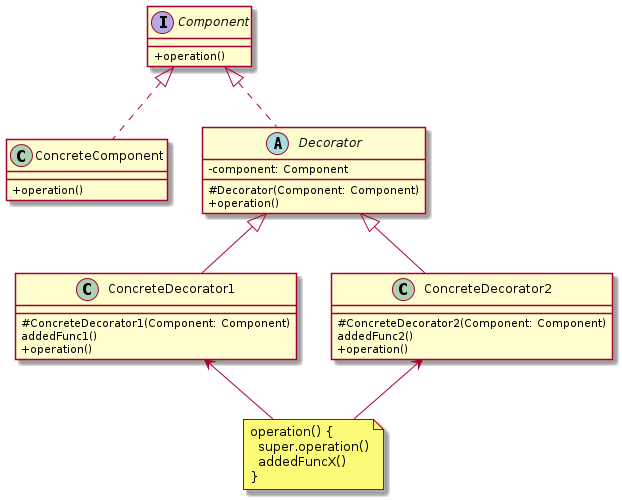 I Component
+operation()
C ConcreteComponent
+operation()
A Decorator
-component: Component
#Decorator(Component: Component)
+operation()
C ConcreteDecorator1
#ConcreteDecorator1(Component: Component)
addedFunc1()
+operation()
C ConcreteDecorator2
#ConcreteDecorator2(Component: Component)
addedFunc2()
+operation()
operation() {
super.operation()
addedFuncX()
}